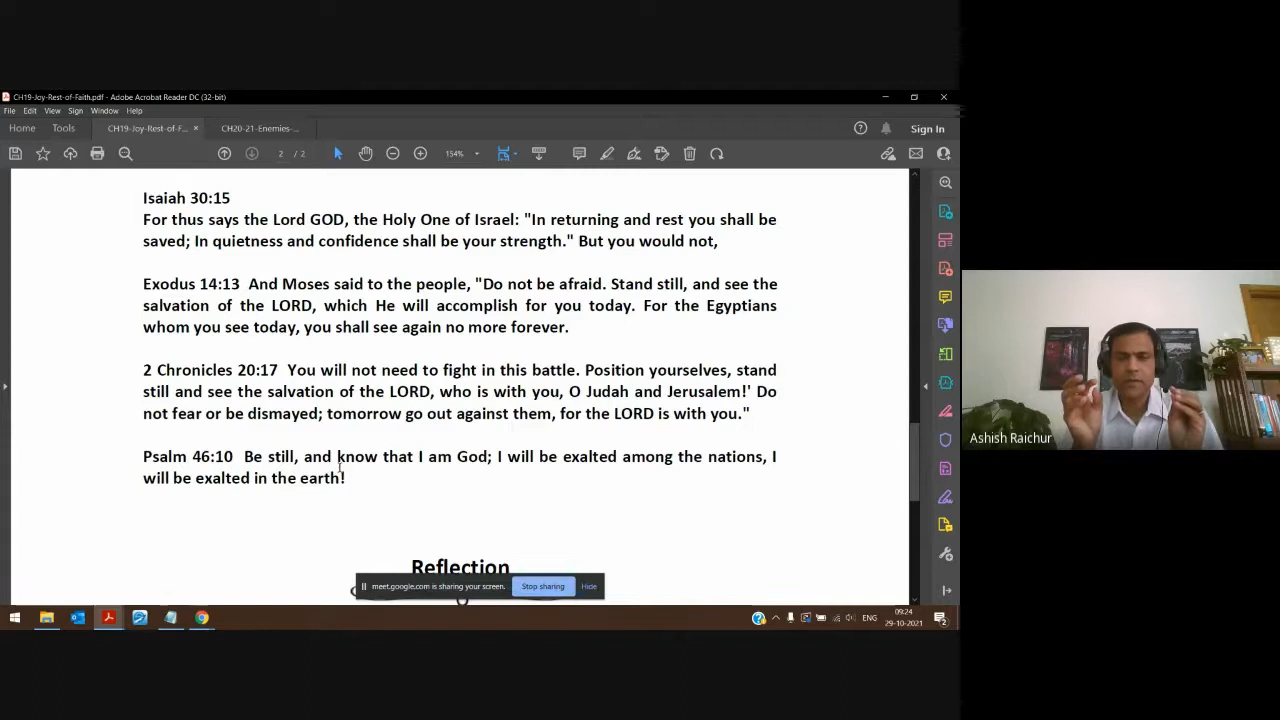 CH19-Joy-Rest-of-Faith.pdf - Adobe Acrobat Reader DC (32-bit)
File Edit View Sign Window Help
Home Tools CH19-Joy-Rest-of-F... × CH20-21-Enemies-... Sign In
2 / 2 154%
Isaiah 30:15
For thus says the Lord GOD, the Holy One of Israel: "In returning and rest you shall be
saved; In quietness and confidence shall be your strength." But you would not,
Exodus 14:13 And Moses said to the people, "Do not be afraid. Stand still, and see the
salvation of the LORD, which He will accomplish for you today. For the Egyptians
whom you see today, you shall see again no more forever.
2 Chronicles 20:17 You will not need to fight in this battle. Position yourselves, stand
still and see the salvation of the LORD, who is with you, O Judah and Jerusalem!' Do
not fear or be dismayed; tomorrow go out against them, for the LORD is with you."
Psalm 46:10 Be still, and know that I am God; I will be exalted among the nations, I
will be exalted in the earth!
Reflection
meet.google.com is sharing your screen. Stop sharing Hide
Ashish Raichur
ENG
09:24
29-10-2021
2